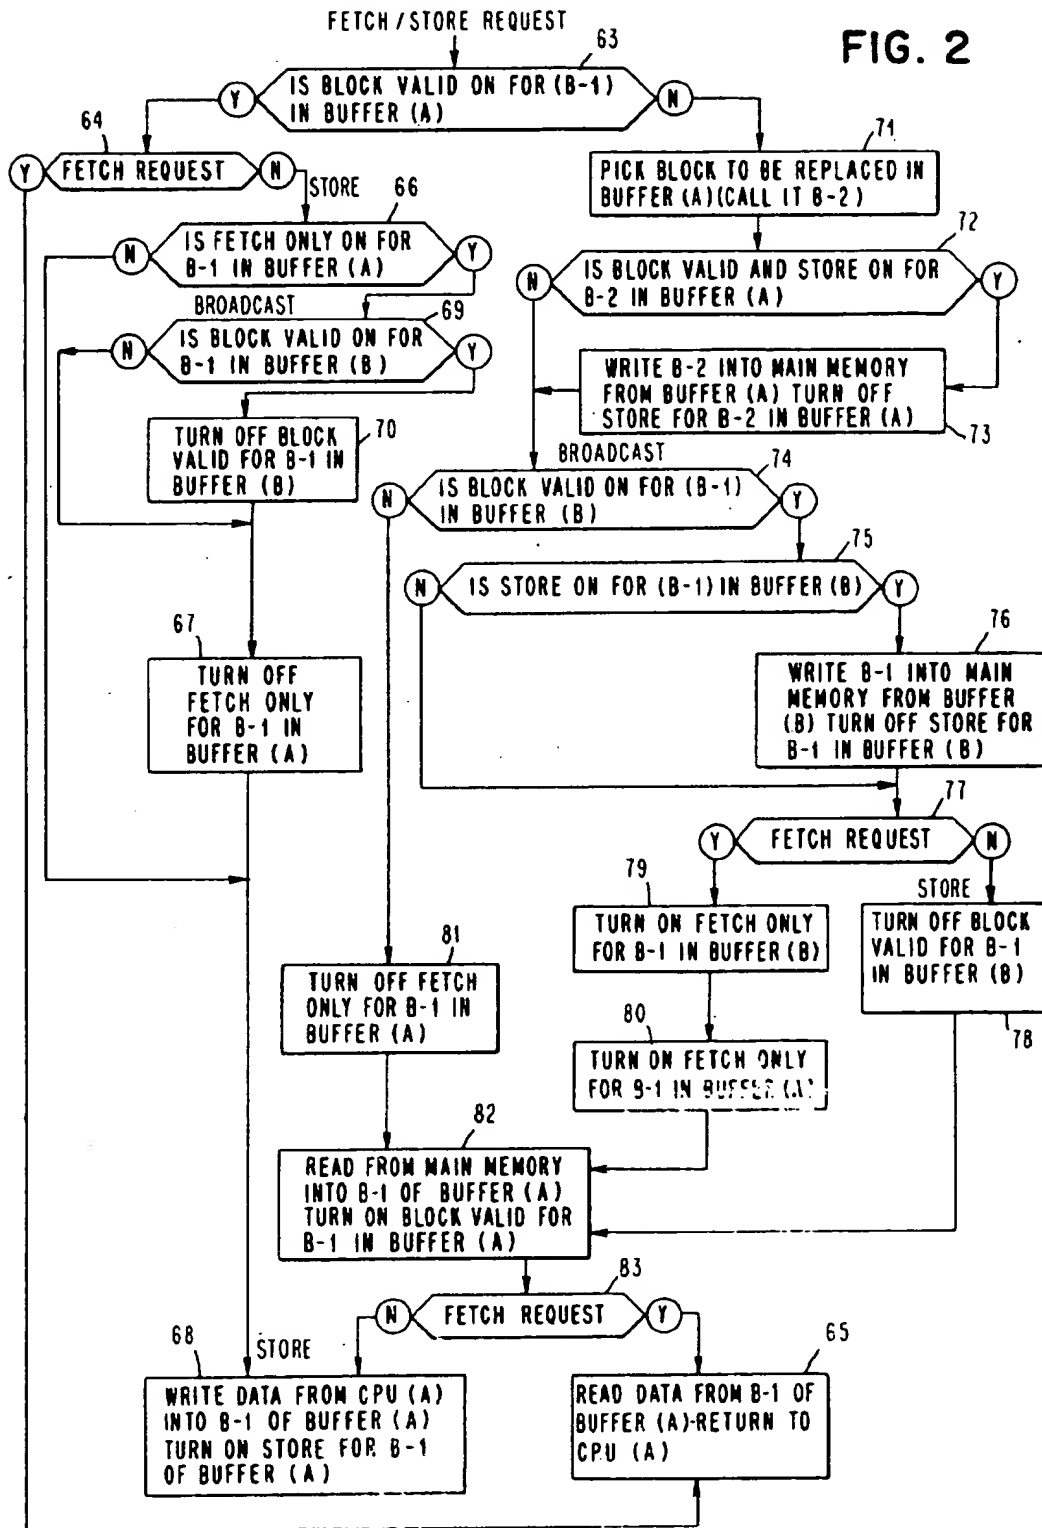 FETCH/STORE REQUEST
FIG. 2
63
Y
IS BLOCK VALID ON FOR (B-1)
IN BUFFER (A)
N
64
Y
FETCH REQUEST
N
STORE
71
PICK BLOCK TO BE REPLACED IN
BUFFER (A)(CALL IT B-2)
66
N
IS FETCH ONLY ON FOR
B-1 IN BUFFER (A)
Y
72
N
IS BLOCK VALID AND STORE ON FOR
B-2 IN BUFFER (A)
Y
BROADCAST
69
N
IS BLOCK VALID ON FOR
B-1 IN BUFFER (B)
Y
WRITE B-2 INTO MAIN MEMORY
FROM BUFFER (A) TURN OFF
STORE FOR B-2 IN BUFFER (A)
73
TURN OFF BLOCK
VALID FOR B-1 IN
BUFFER (B)
70
BROADCAST
74
N
IS BLOCK VALID ON FOR (B-1)
IN BUFFER (B)
Y
75
N
IS STORE ON FOR (B-1) IN BUFFER (B)
Y
67
TURN OFF
FETCH ONLY
FOR B-1 IN
BUFFER (A)
76
WRITE B-1 INTO MAIN
MEMORY FROM BUFFER
(B) TURN OFF STORE FOR
B-1 IN BUFFER (B)
77
Y
FETCH REQUEST
N
STORE
79
TURN ON FETCH ONLY
FOR B-1 IN BUFFER (B)
TURN OFF BLOCK
VALID FOR B-1
IN BUFFER (B)
78
81
TURN OFF FETCH
ONLY FOR B-1 IN
BUFFER (A)
80
TURN ON FETCH ONLY
FOR B-1 IN BUFFER (A)
82
READ FROM MAIN MEMORY
INTO B-1 OF BUFFER (A)
TURN ON BLOCK VALID FOR
B-1 IN BUFFER (A)
83
N
FETCH REQUEST
Y
68
STORE
WRITE DATA FROM CPU (A)
INTO B-1 OF BUFFER (A)
TURN ON STORE FOR B-1
OF BUFFER (A)
65
READ DATA FROM B-1 OF
BUFFER (A)-RETURN TO
CPU (A)